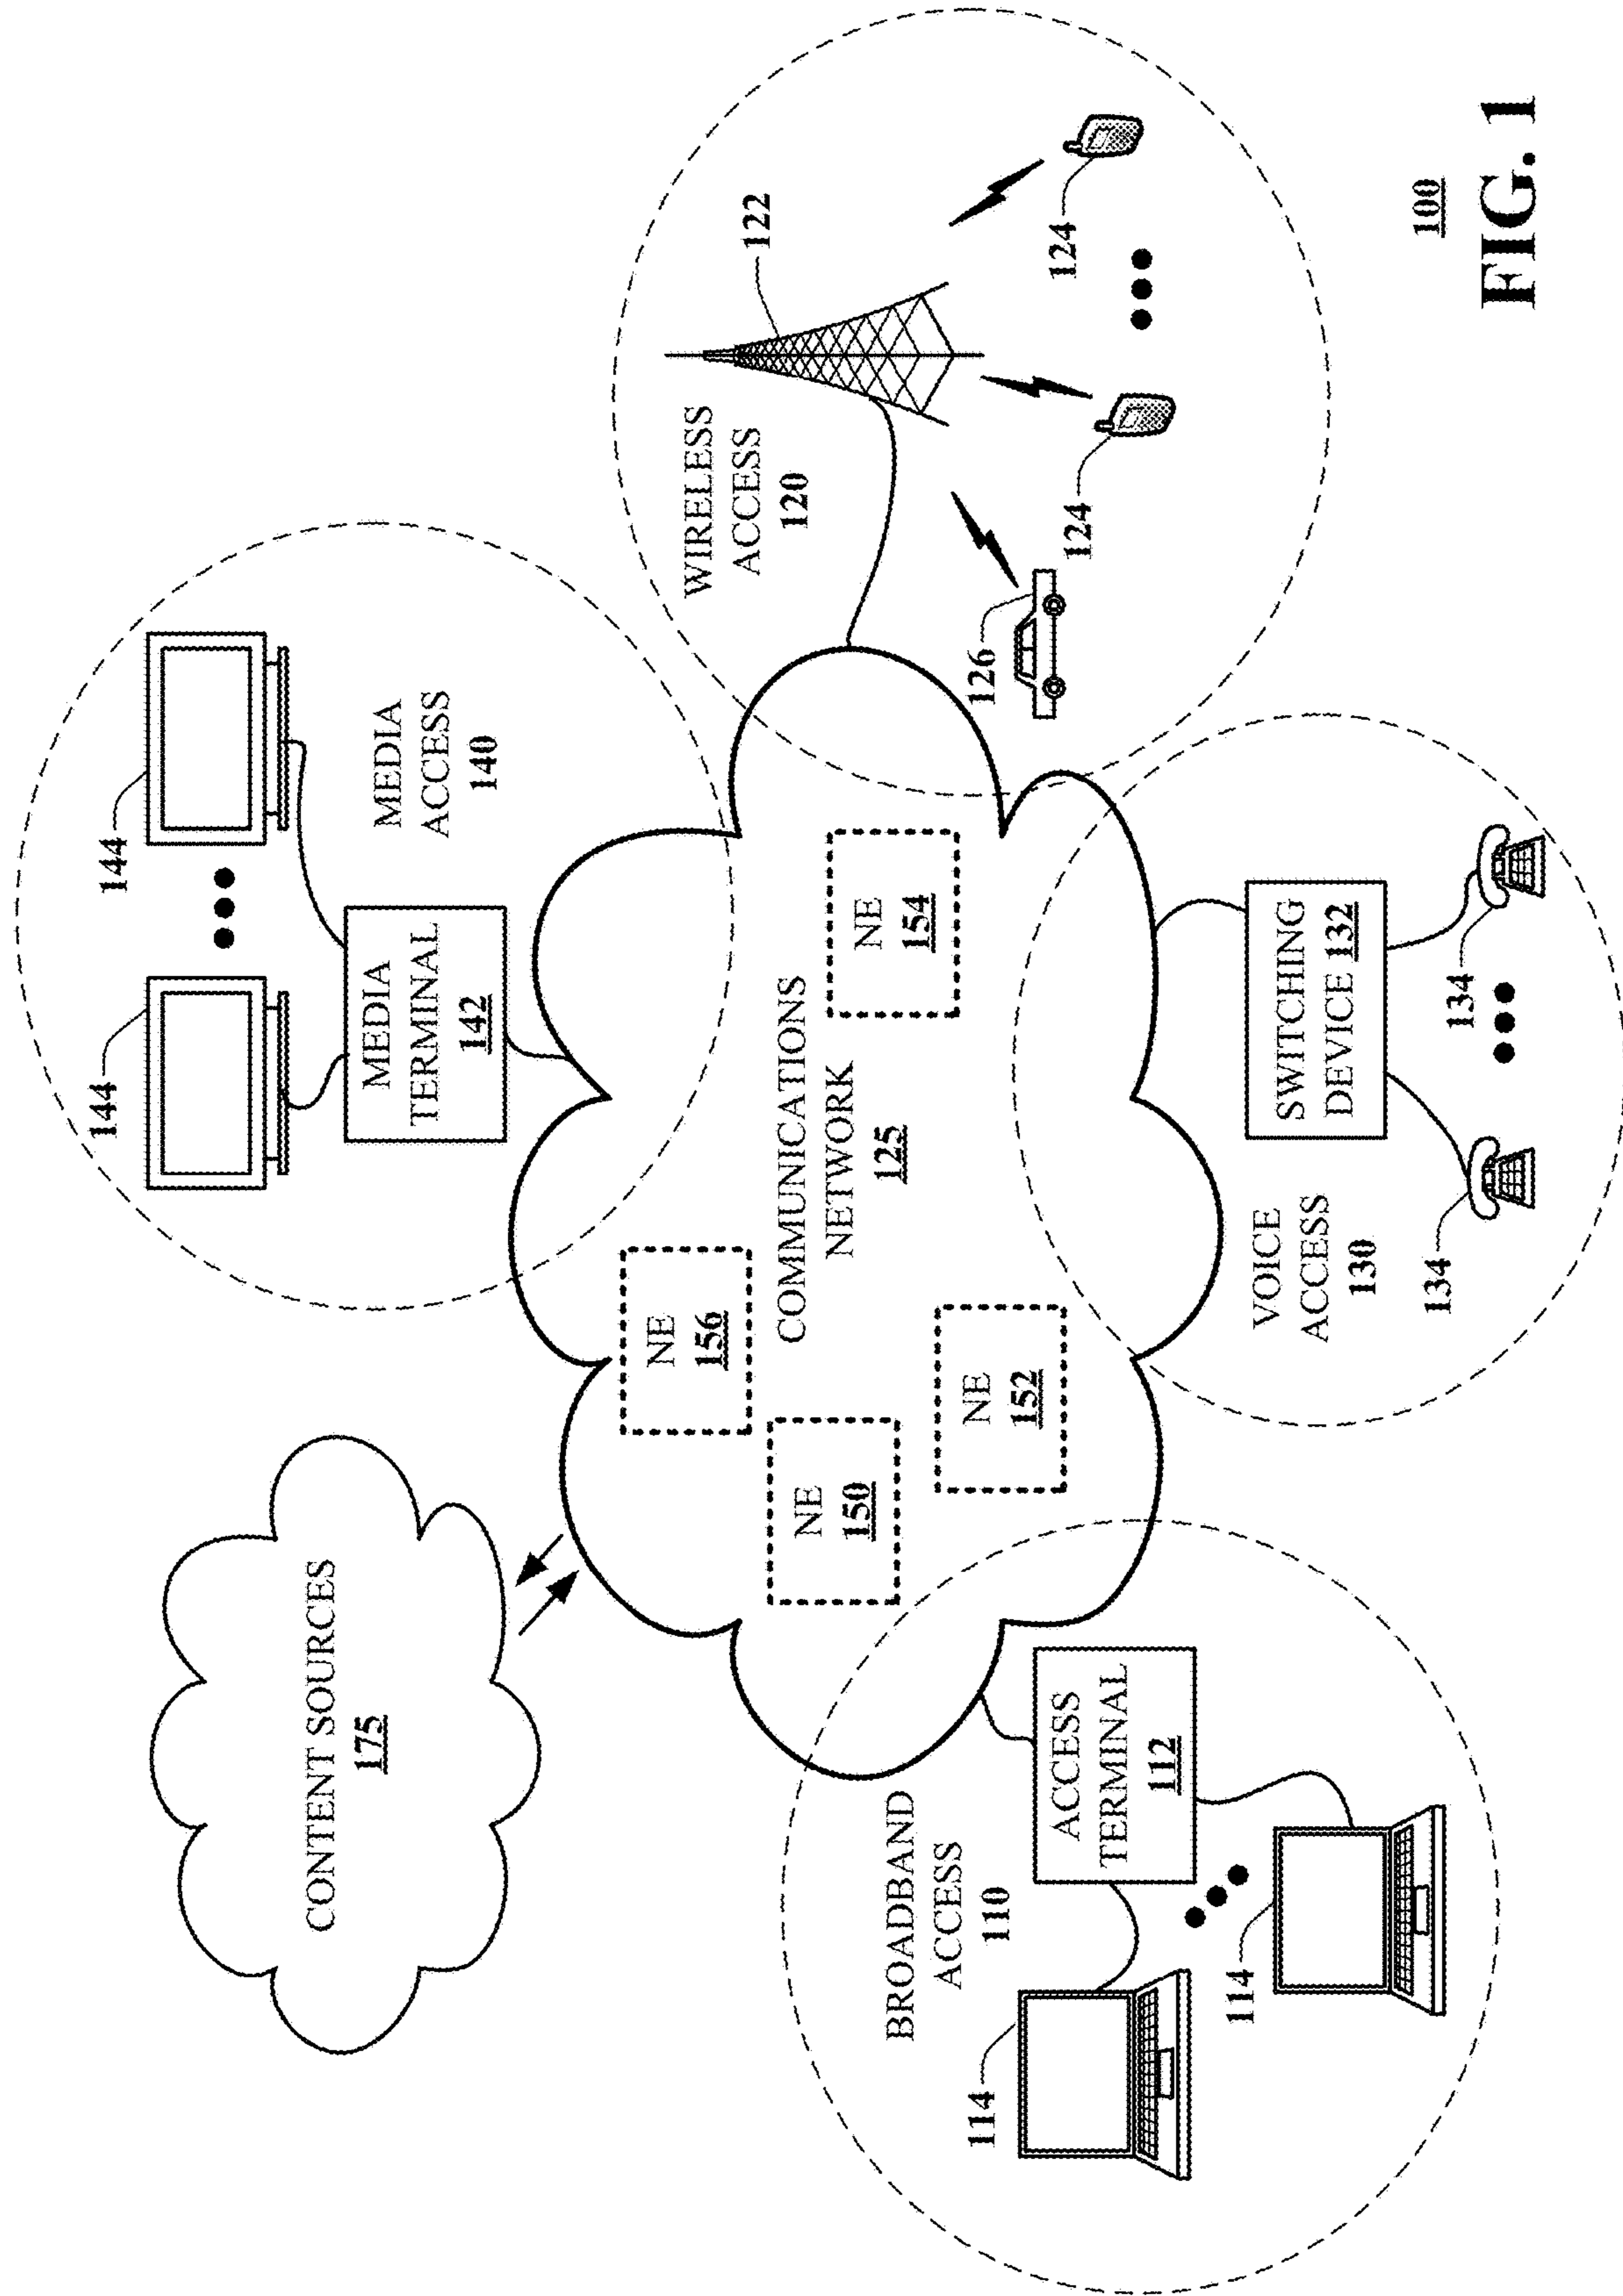 CONTENT SOURCES
175
144
144
MEDIA
TERMINAL
142
MEDIA
ACCESS
140
NE
150
NE
156
NE
152
COMMUNICATIONS
NETWORK
125
NE
154
BROADBAND
ACCESS
110
ACCESS
TERMINAL
112
114
114
WIRELESS
ACCESS
120
122
126
124
124
VOICE
ACCESS
130
SWITCHING
DEVICE 132
134
134
100
FIG. 1